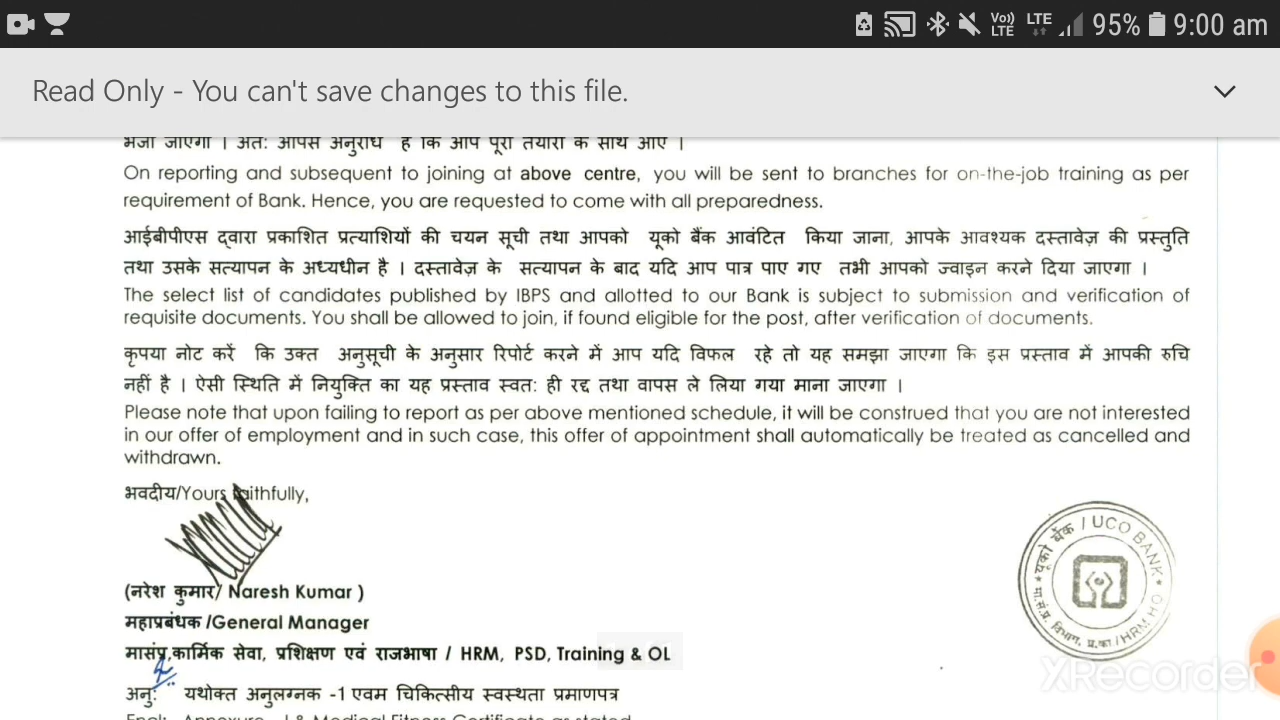 95% 9:00 am
Read Only - You can't save changes to this file.
भेजा जाएगा । अत: आपसे अनुरोध है कि आप पूरी तैयारी के साथ आएं ।
On reporting and subsequent to joining at above centre, you will be sent to branches for on-the-job training as per
requirement of Bank. Hence, you are requested to come with all preparedness.
आईबीपीएस द्वारा प्रकाशित प्रत्याशियों की चयन सूची तथा आपको यूको बैंक आवंटित किया जाना, आपके आवश्यक दस्तावेज़ की प्रस्तुति
तथा उसके सत्यापन के अध्यधीन है । दस्तावेज़ के सत्यापन के बाद यदि आप पात्र पाए गए तभी आपको ज्वाइन करने दिया जाएगा ।
The select list of candidates published by IBPS and allotted to our Bank is subject to submission and verification of
requisite documents. You shall be allowed to join, if found eligible for the post, after verification of documents.
कृपया नोट करें कि उक्त अनुसूची के अनुसार रिपोर्ट करने में आप यदि विफल रहे तो यह समझा जाएगा कि इस प्रस्ताव में आपकी रुचि
नहीं है । ऐसी स्थिति में नियुक्ति का यह प्रस्ताव स्वत: ही रद्द तथा वापस ले लिया गया माना जाएगा ।
Please note that upon failing to report as per above mentioned schedule, it will be construed that you are not interested
in our offer of employment and in such case, this offer of appointment shall automatically be treated as cancelled and
withdrawn.
भवदीय/Yours faithfully,
यूको बैंक / UCO BANK
मा.सं.प्र. विभाग, प्र.का/HRM.HO
(नरेश कुमार/ Naresh Kumar )
महाप्रबंधक /General Manager
मासंप्र,कार्मिक सेवा, प्रशिक्षण एवं राजभाषा / HRM, PSD, Training & OL
XRecorder
अनु: यथोक्त अनुलग्नक -1 एवम चिकित्सीय स्वस्थता प्रमाणपत्र
Encl: Annexure - I & Medical Fitness Certificate as stated